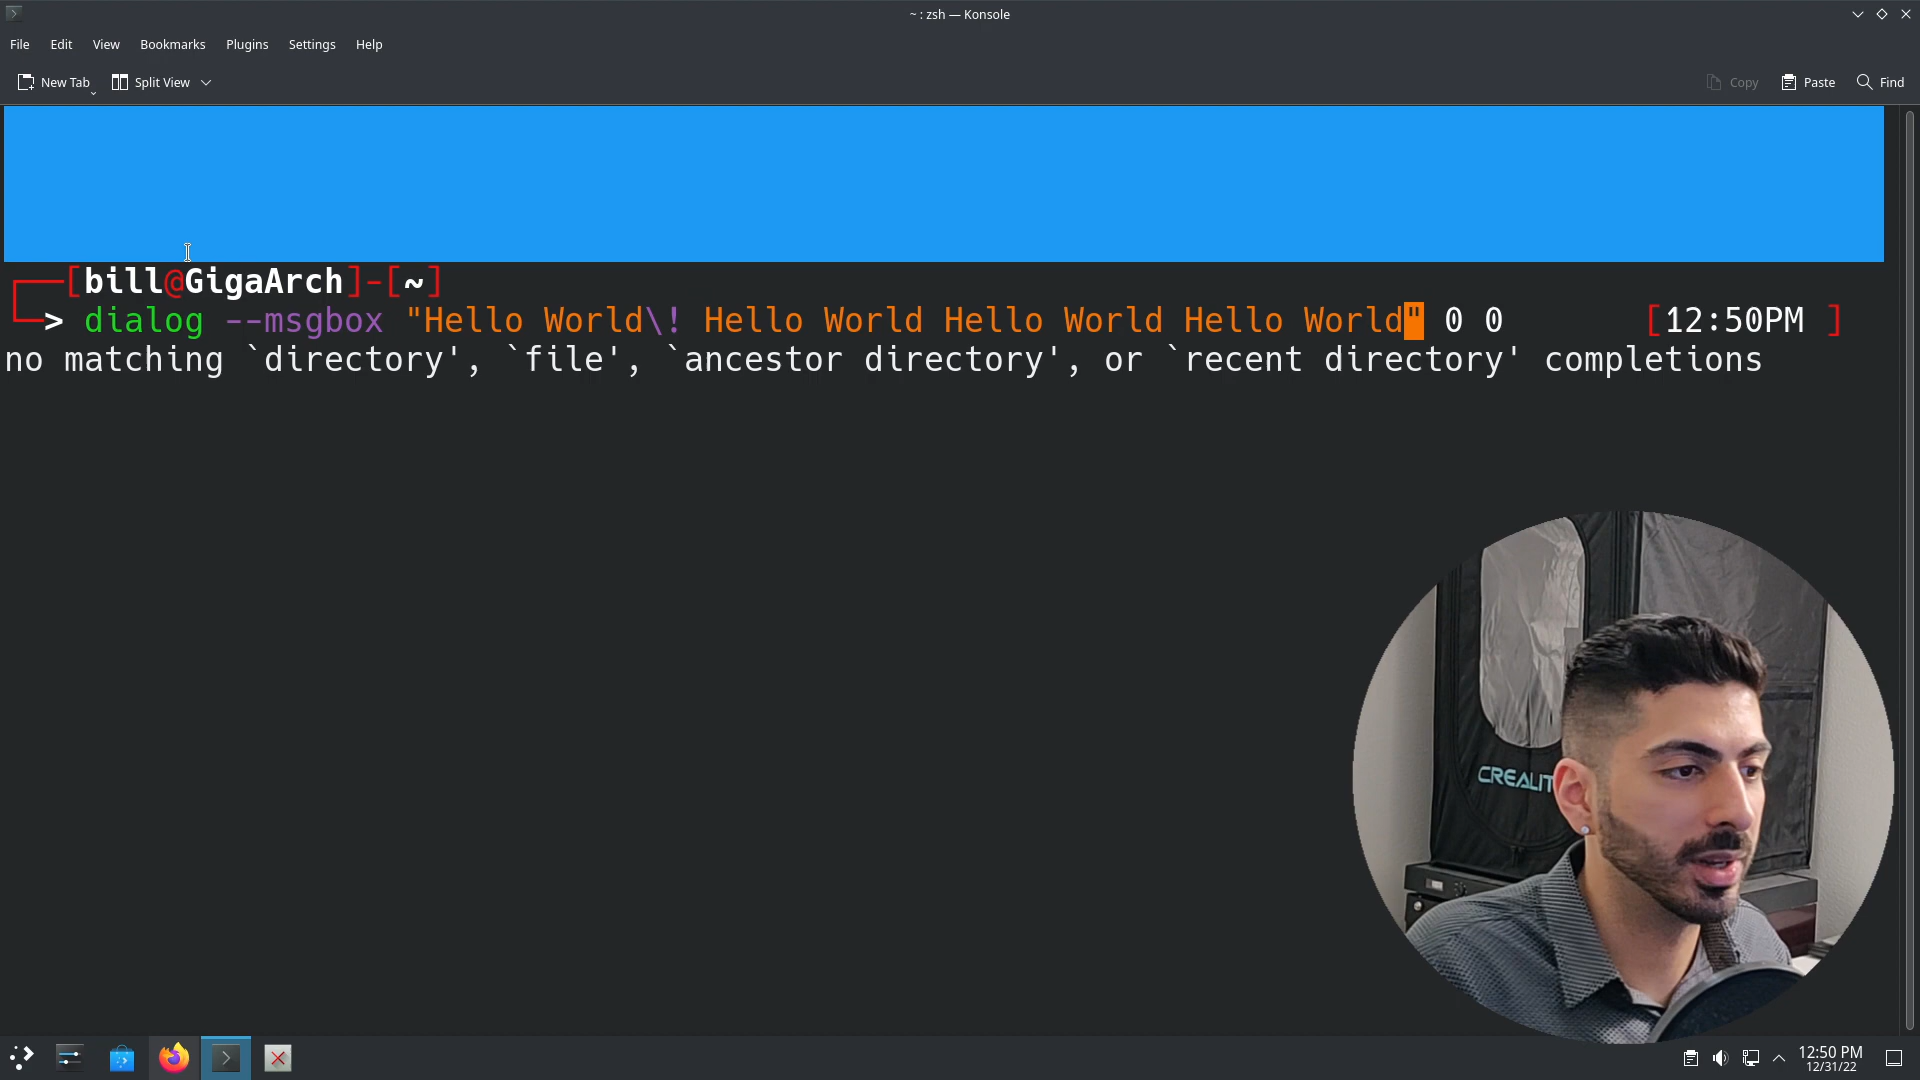 ~ : zsh — Konsole
File Edit View Bookmarks Plugins Settings Help
New Tab Split View Copy Paste Find
[bill@GigaArch]-[~]
> dialog --msgbox "Hello World\! Hello World Hello World Hello World" 0 0 [12:50PM ]
no matching `directory', `file', `ancestor directory', or `recent directory' completions
CREALIT
12:50 PM
12/31/22